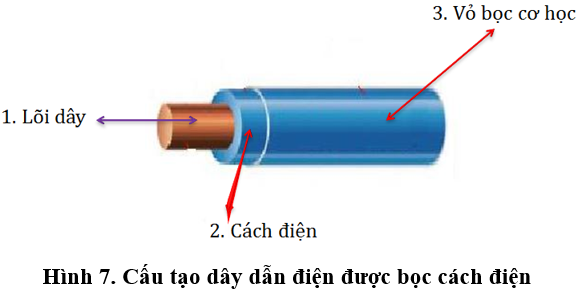 3. Vỏ bọc cơ học
1. Lõi dây
2. Cách điện
Hình 7. Cấu tạo dây dẫn điện được bọc cách điện